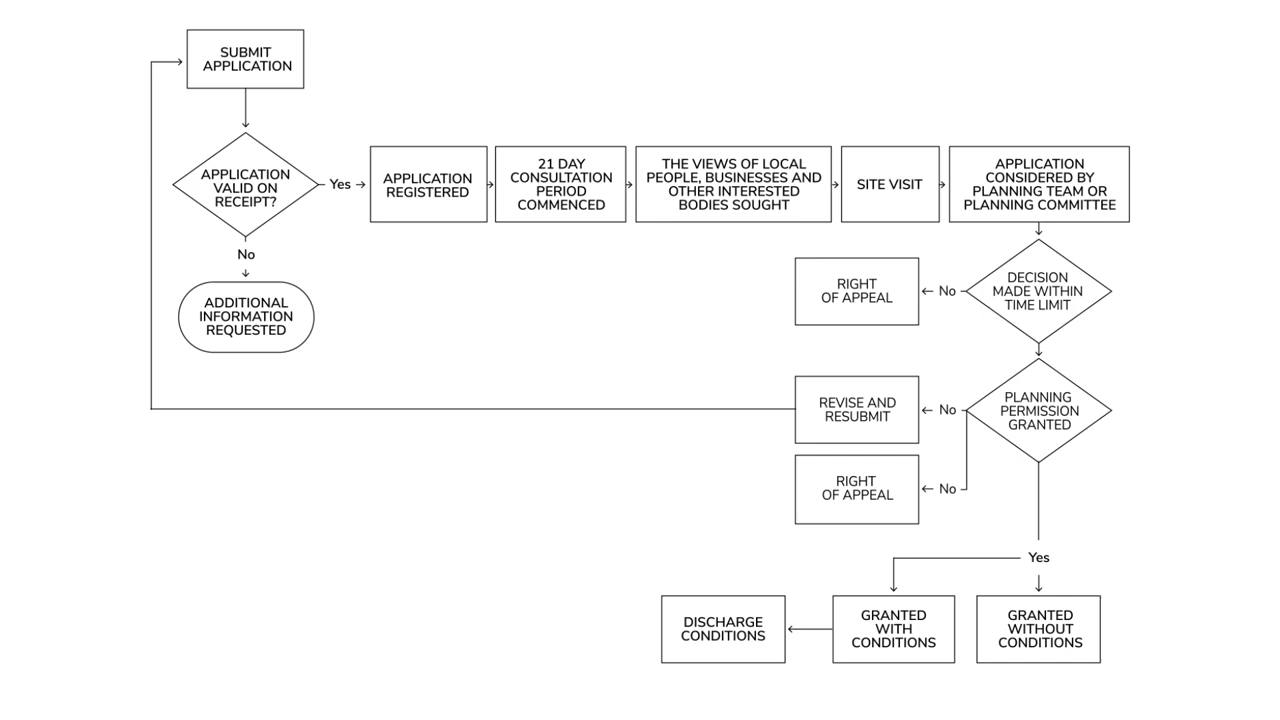 SUBMIT
APPLICATION
APPLICATION
VALID ON
RECEIPT?
Yes
APPLICATION
REGISTERED
21 DAY
CONSULTATION
PERIOD
COMMENCED
THE VIEWS OF LOCAL
PEOPLE, BUSINESSES AND
OTHER INTERESTED
BODIES SOUGHT
SITE VISIT
APPLICATION
CONSIDERED BY
PLANNING TEAM OR
PLANNING COMMITTEE
No
ADDITIONAL
INFORMATION
REQUESTED
DECISION
MADE WITHIN
TIME LIMIT
No
RIGHT
OF APPEAL
PLANNING
PERMISSION
GRANTED
No
REVISE AND
RESUBMIT
No
RIGHT
OF APPEAL
Yes
GRANTED
WITH
CONDITIONS
DISCHARGE
CONDITIONS
GRANTED
WITHOUT
CONDITIONS